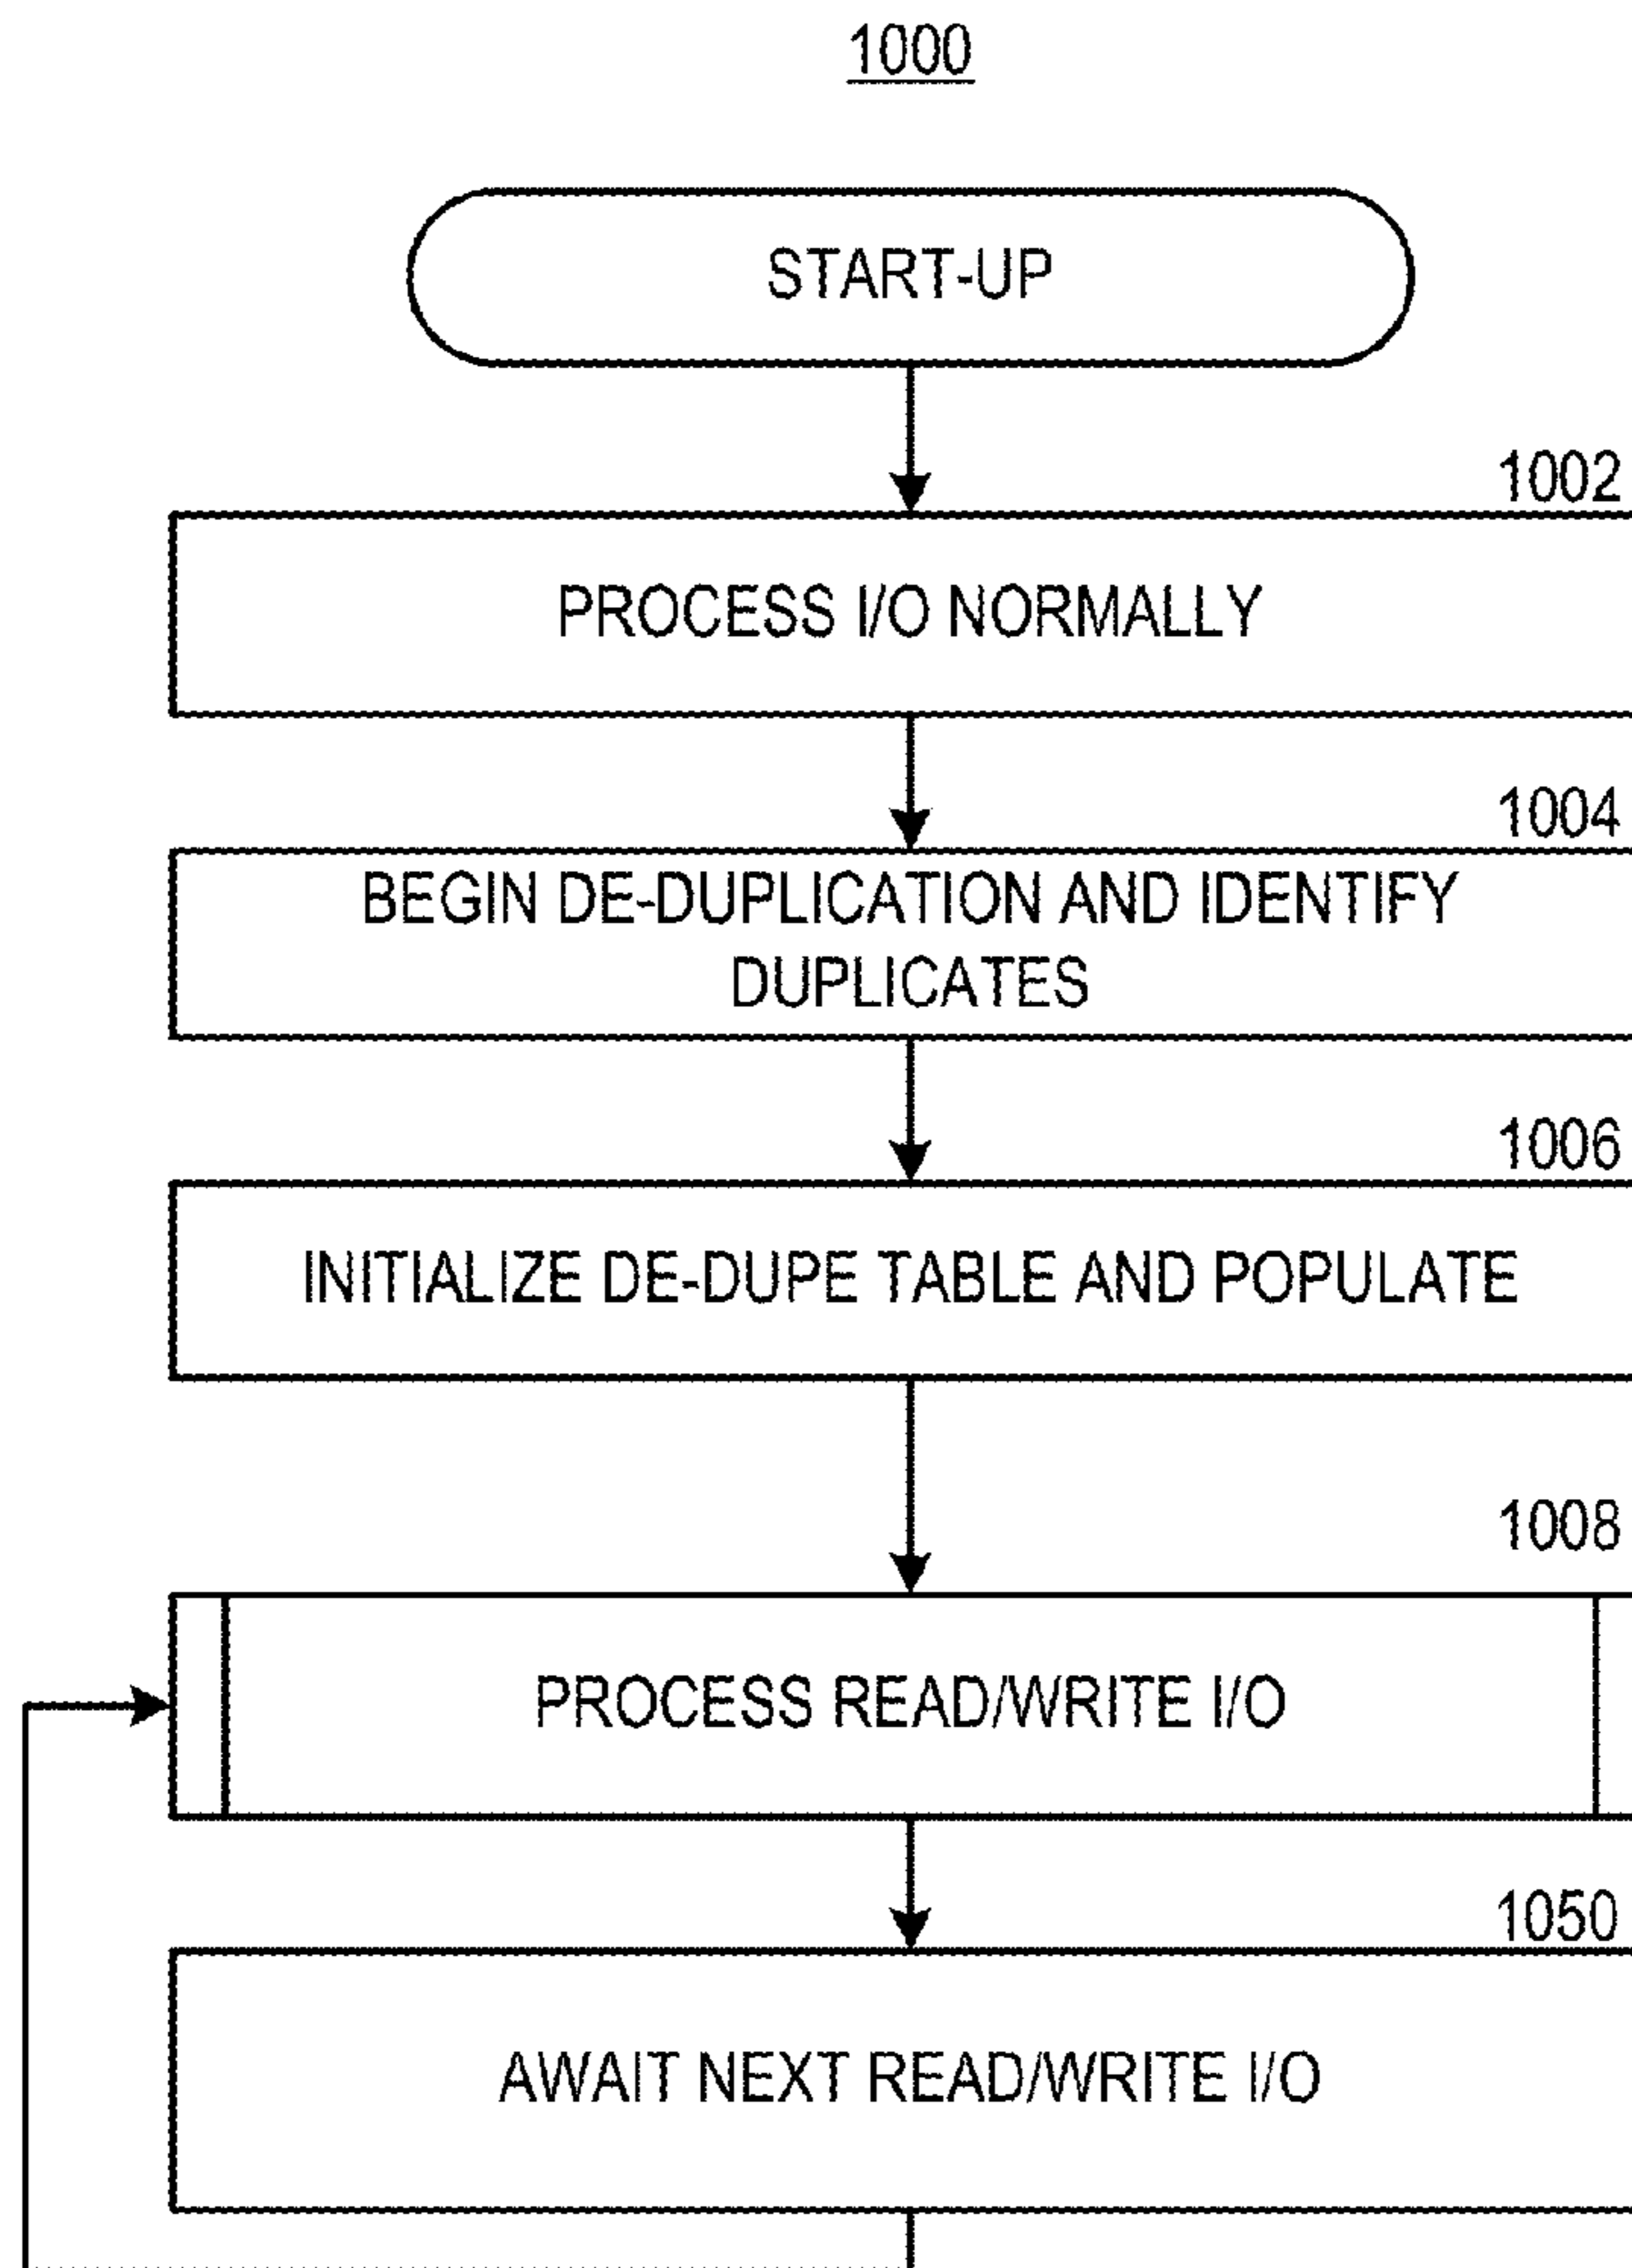 1000
START-UP
1002
PROCESS I/O NORMALLY
1004
BEGIN DE-DUPLICATION AND IDENTIFY
DUPLICATES
1006
INITIALIZE DE-DUPE TABLE AND POPULATE
1008
PROCESS READ/WRITE I/O
1050
AWAIT NEXT READ/WRITE I/O